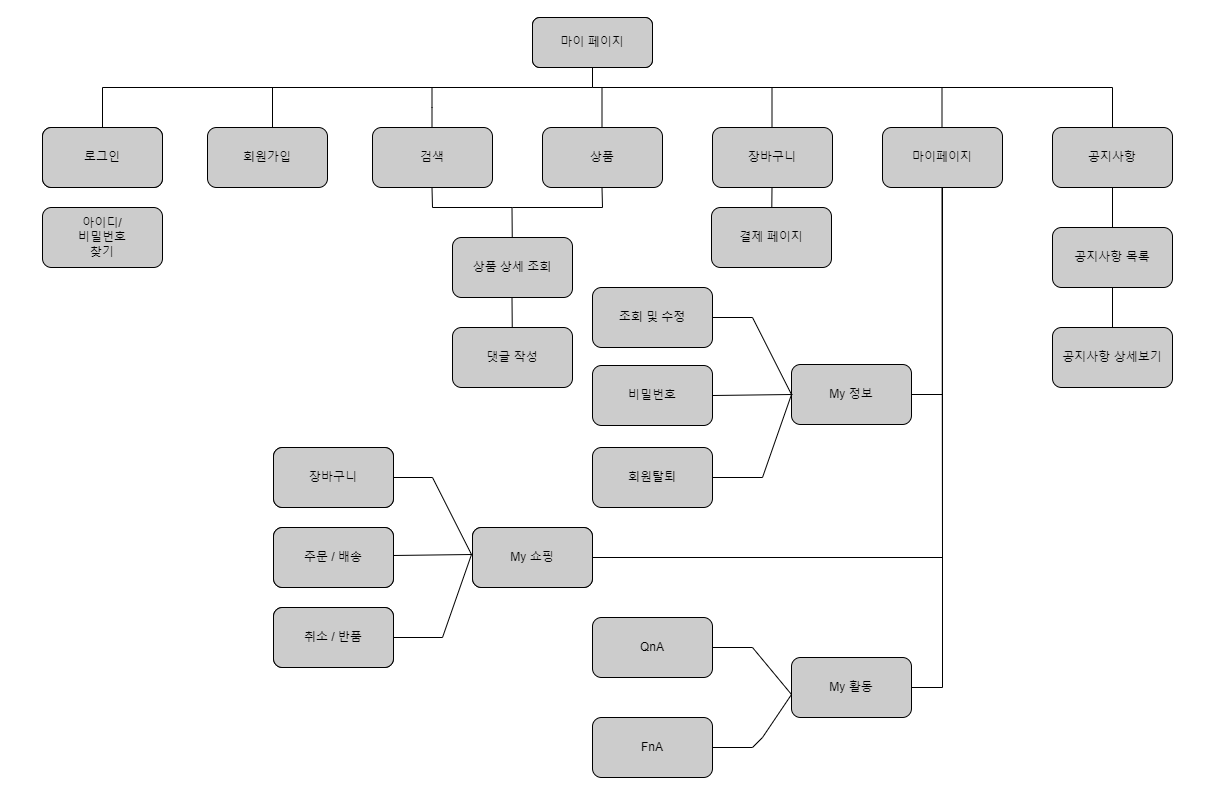 마이 페이지
로그인
회원가입
검색
상품
장바구니
마이페이지
공지사항
아이디/
비밀번호
찾기
결제 페이지
상품 상세 조회
공지사항 목록
조회 및 수정
댓글 작성
공지사항 상세보기
비밀번호
My 정보
장바구니
회원탈퇴
주문 / 배송
My 쇼핑
취소 / 반품
QnA
My 활동
FnA